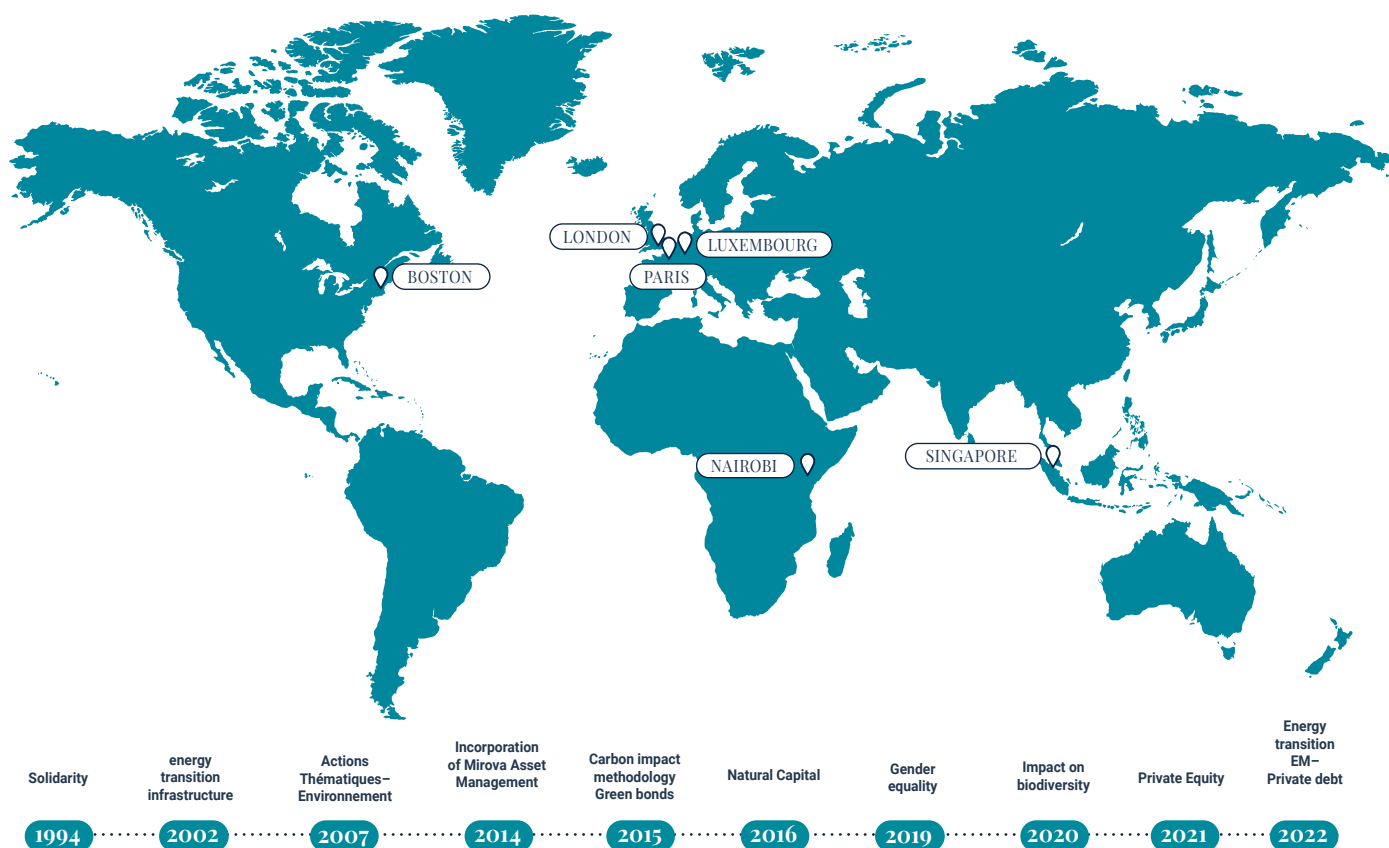 LONDON
LUXEMBOURG
PARIS
BOSTON
NAIROBI
SINGAPORE
Solidarity
energy
transition
infrastructure
Actions
Thématiques–
Environnement
Incorporation
of Mirova Asset
Management
Carbon impact
methodology
Green bonds
Natural Capital
Gender
equality
Impact on
biodiversity
Private Equity
Energy
transition
EM–
Private debt
1994
2002
2007
2014
2015
2016
2019
2020
2021
2022